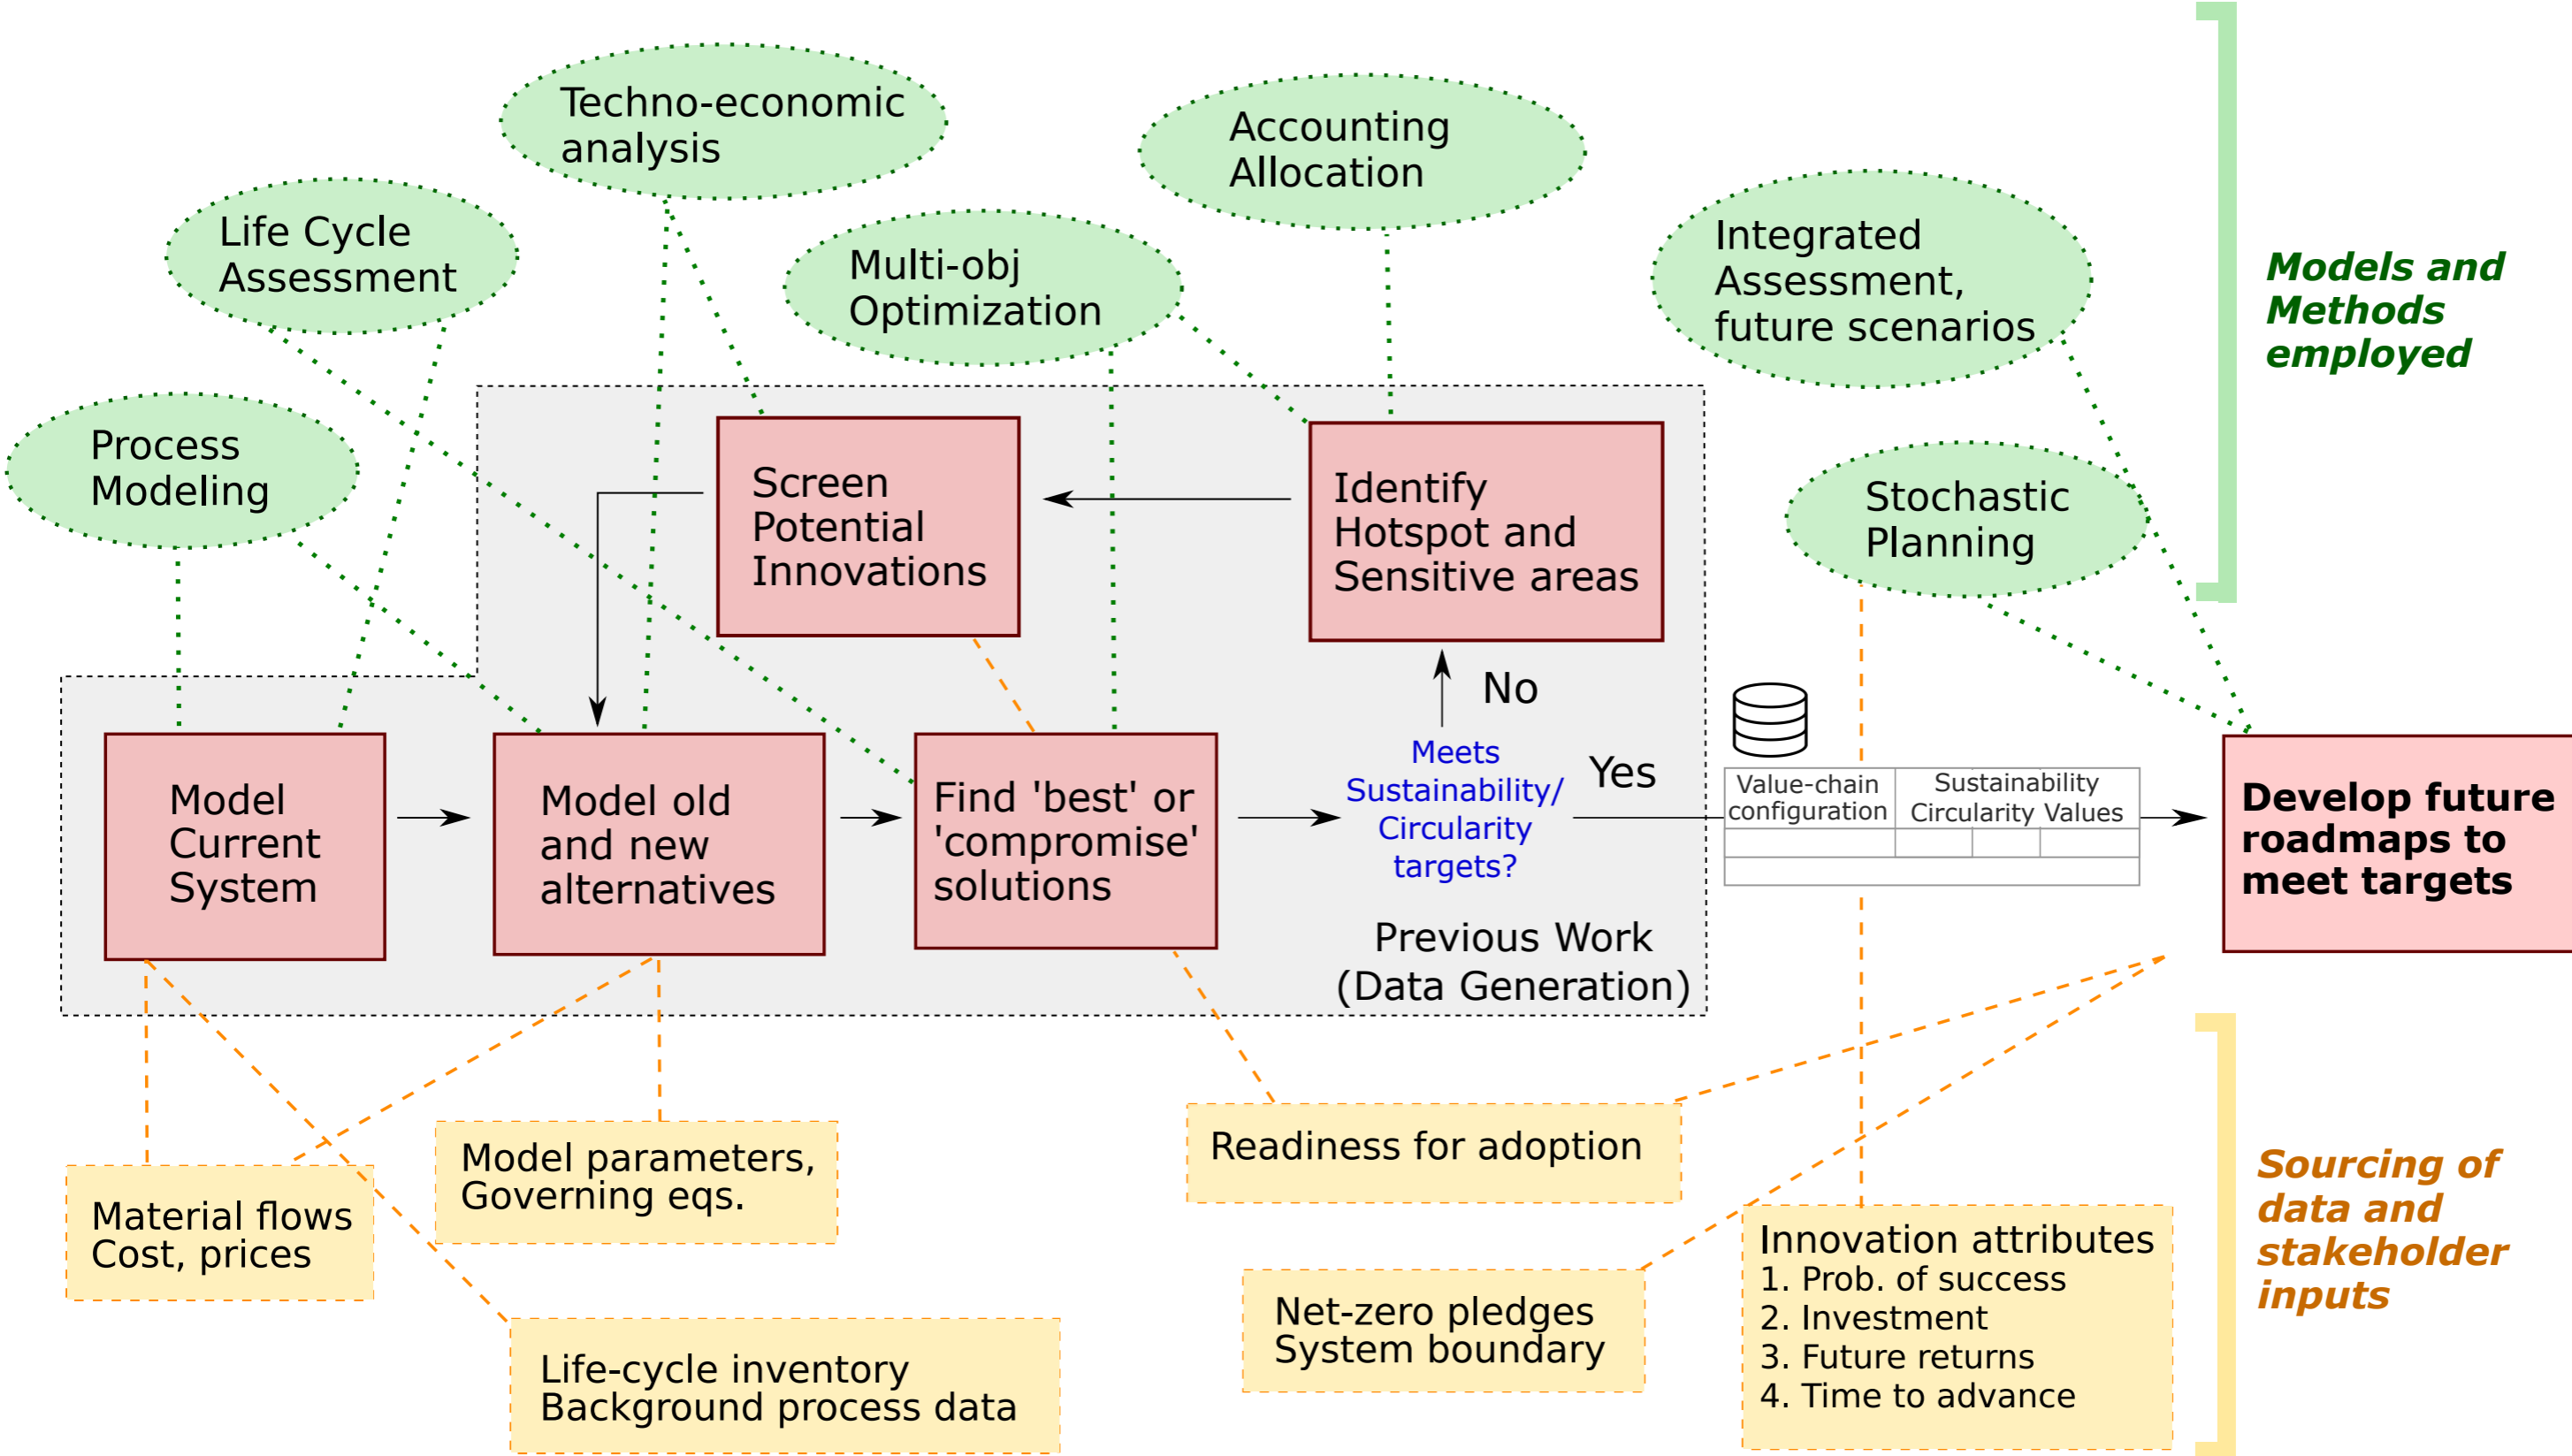 Techno-economic
analysis
Accounting
Allocation
Life Cycle
Assessment
Multi-obj
Optimization
Integrated
Assessment,
future scenarios
Models and
Methods
employed
Process
Modeling
Screen
Potential
Innovations
Identify
Hotspot and
Sensitive areas
Stochastic
Planning
No
Yes
Model
Current
System
Model old
and new
alternatives
Find 'best' or
'compromise'
solutions
Meets
Sustainability/
Circularity
targets?
Value-chain
configuration
Sustainability
Circularity Values
Develop future
roadmaps to
meet targets
Previous Work
(Data Generation)
Material flows
Cost, prices
Model parameters,
Governing eqs.
Readiness for adoption
Life-cycle inventory
Background process data
Net-zero pledges
System boundary
Innovation attributes
1. Prob. of success
2. Investment
3. Future returns
4. Time to advance
Sourcing of
data and
stakeholder
inputs